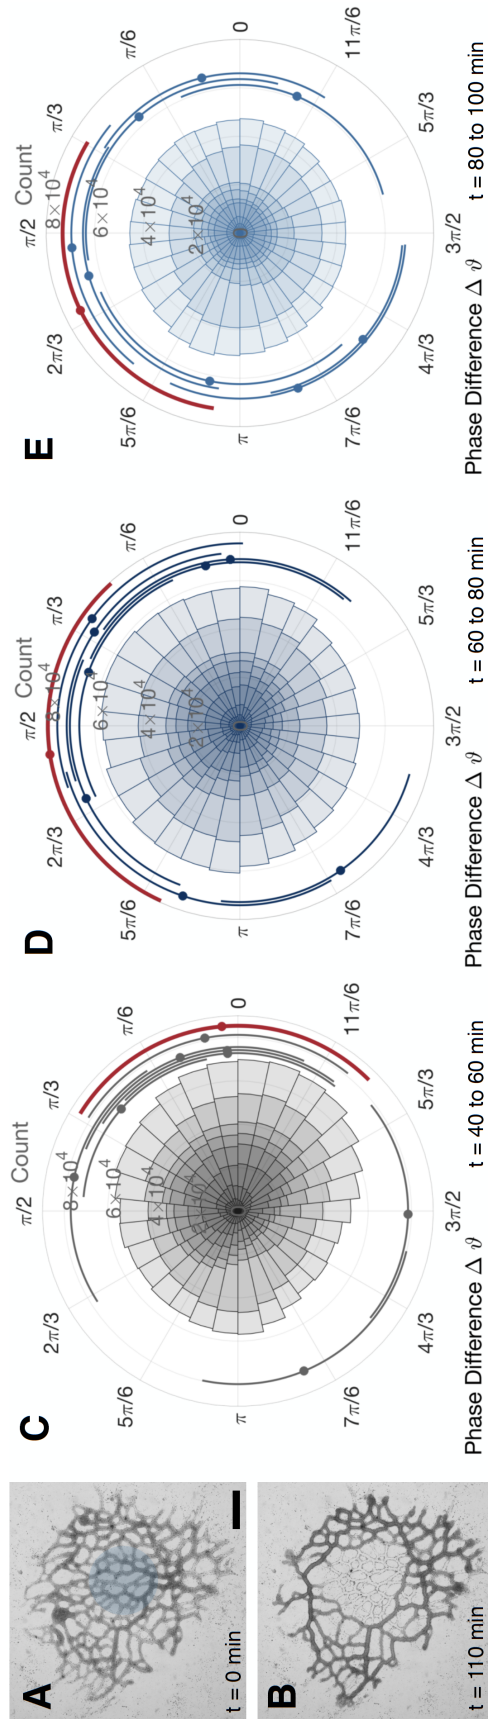 A
t = 0 min
B
t = 110 min
C
Count
0
π/6
π/3
π/2
2π/3
5π/6
π
7π/6
4π/3
3π/2
5π/3
11π/6
4×10⁴
6×10⁴
8×10⁴
Phase Difference Δ ϑ
t = 40 to 60 min
D
Count
0
π/6
π/3
π/2
2π/3
5π/6
π
7π/6
4π/3
3π/2
5π/3
11π/6
2×10⁴
4×10⁴
6×10⁴
8×10⁴
Phase Difference Δ ϑ
t = 60 to 80 min
E
Count
0
π/6
π/3
π/2
2π/3
5π/6
π
7π/6
4π/3
3π/2
5π/3
11π/6
2×10⁴
4×10⁴
6×10⁴
8×10⁴
Phase Difference Δ ϑ
t = 80 to 100 min